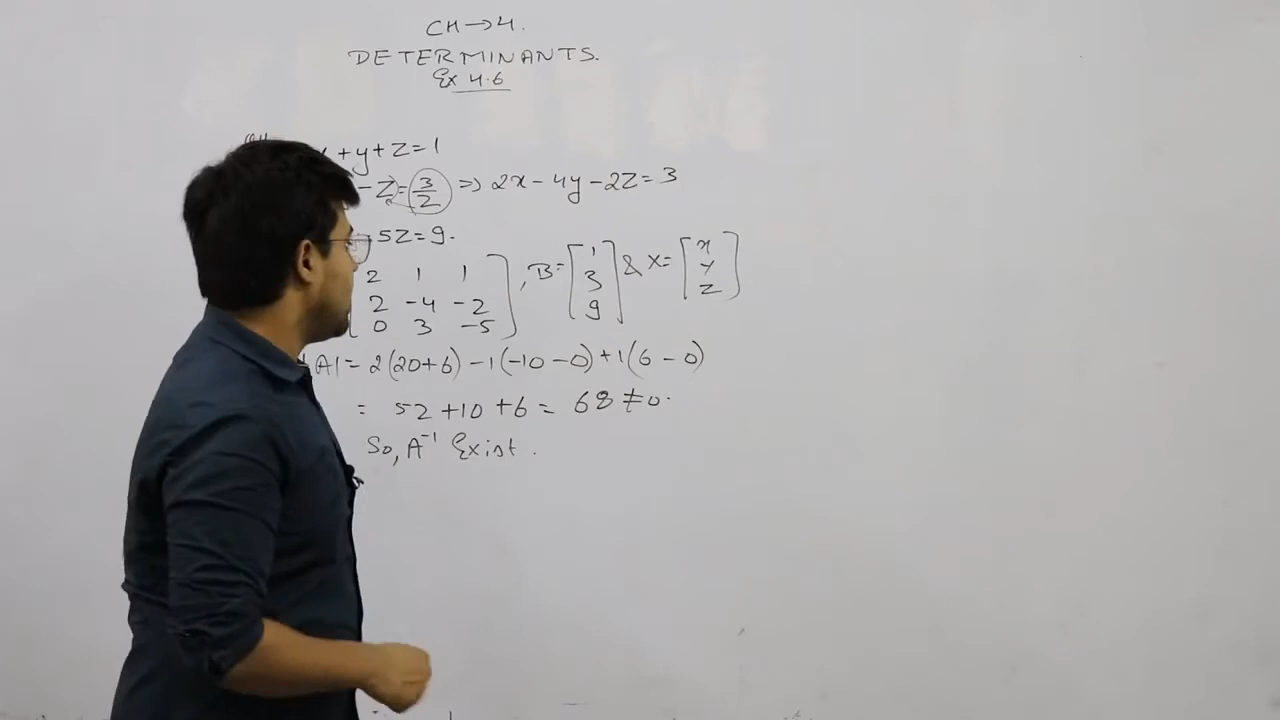 CH→4.
DETERMINANTS.
Ex 4.6
+y+z=1
-z=3/2 ⇒ 2x-4y-2z=3
5z=9.
2 1 1
2 -4 -2
0 3 -5
, B= [1 3 9] & X= [x y z]
|A|= 2(20+6) -1(-10-0)+1(6-0)
= 52+10+6= 68≠0.
So, A⁻¹ Exist.